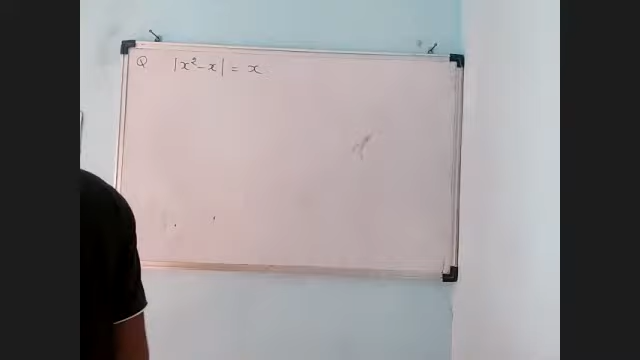 Q |x² - x| = x